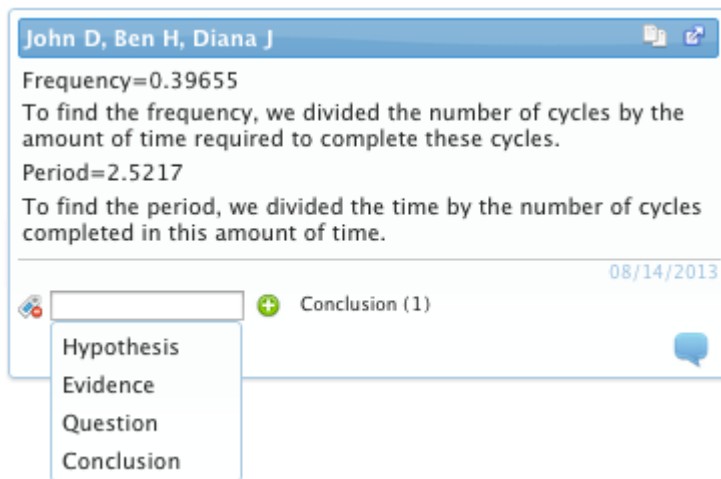 John D, Ben H, Diana J
Frequency=0.39655
To find the frequency, we divided the number of cycles by the
amount of time required to complete these cycles.
Period=2.5217
To find the period, we divided the time by the number of cycles
completed in this amount of time.
08/14/2013
Conclusion (1)
Hypothesis
Evidence
Question
Conclusion